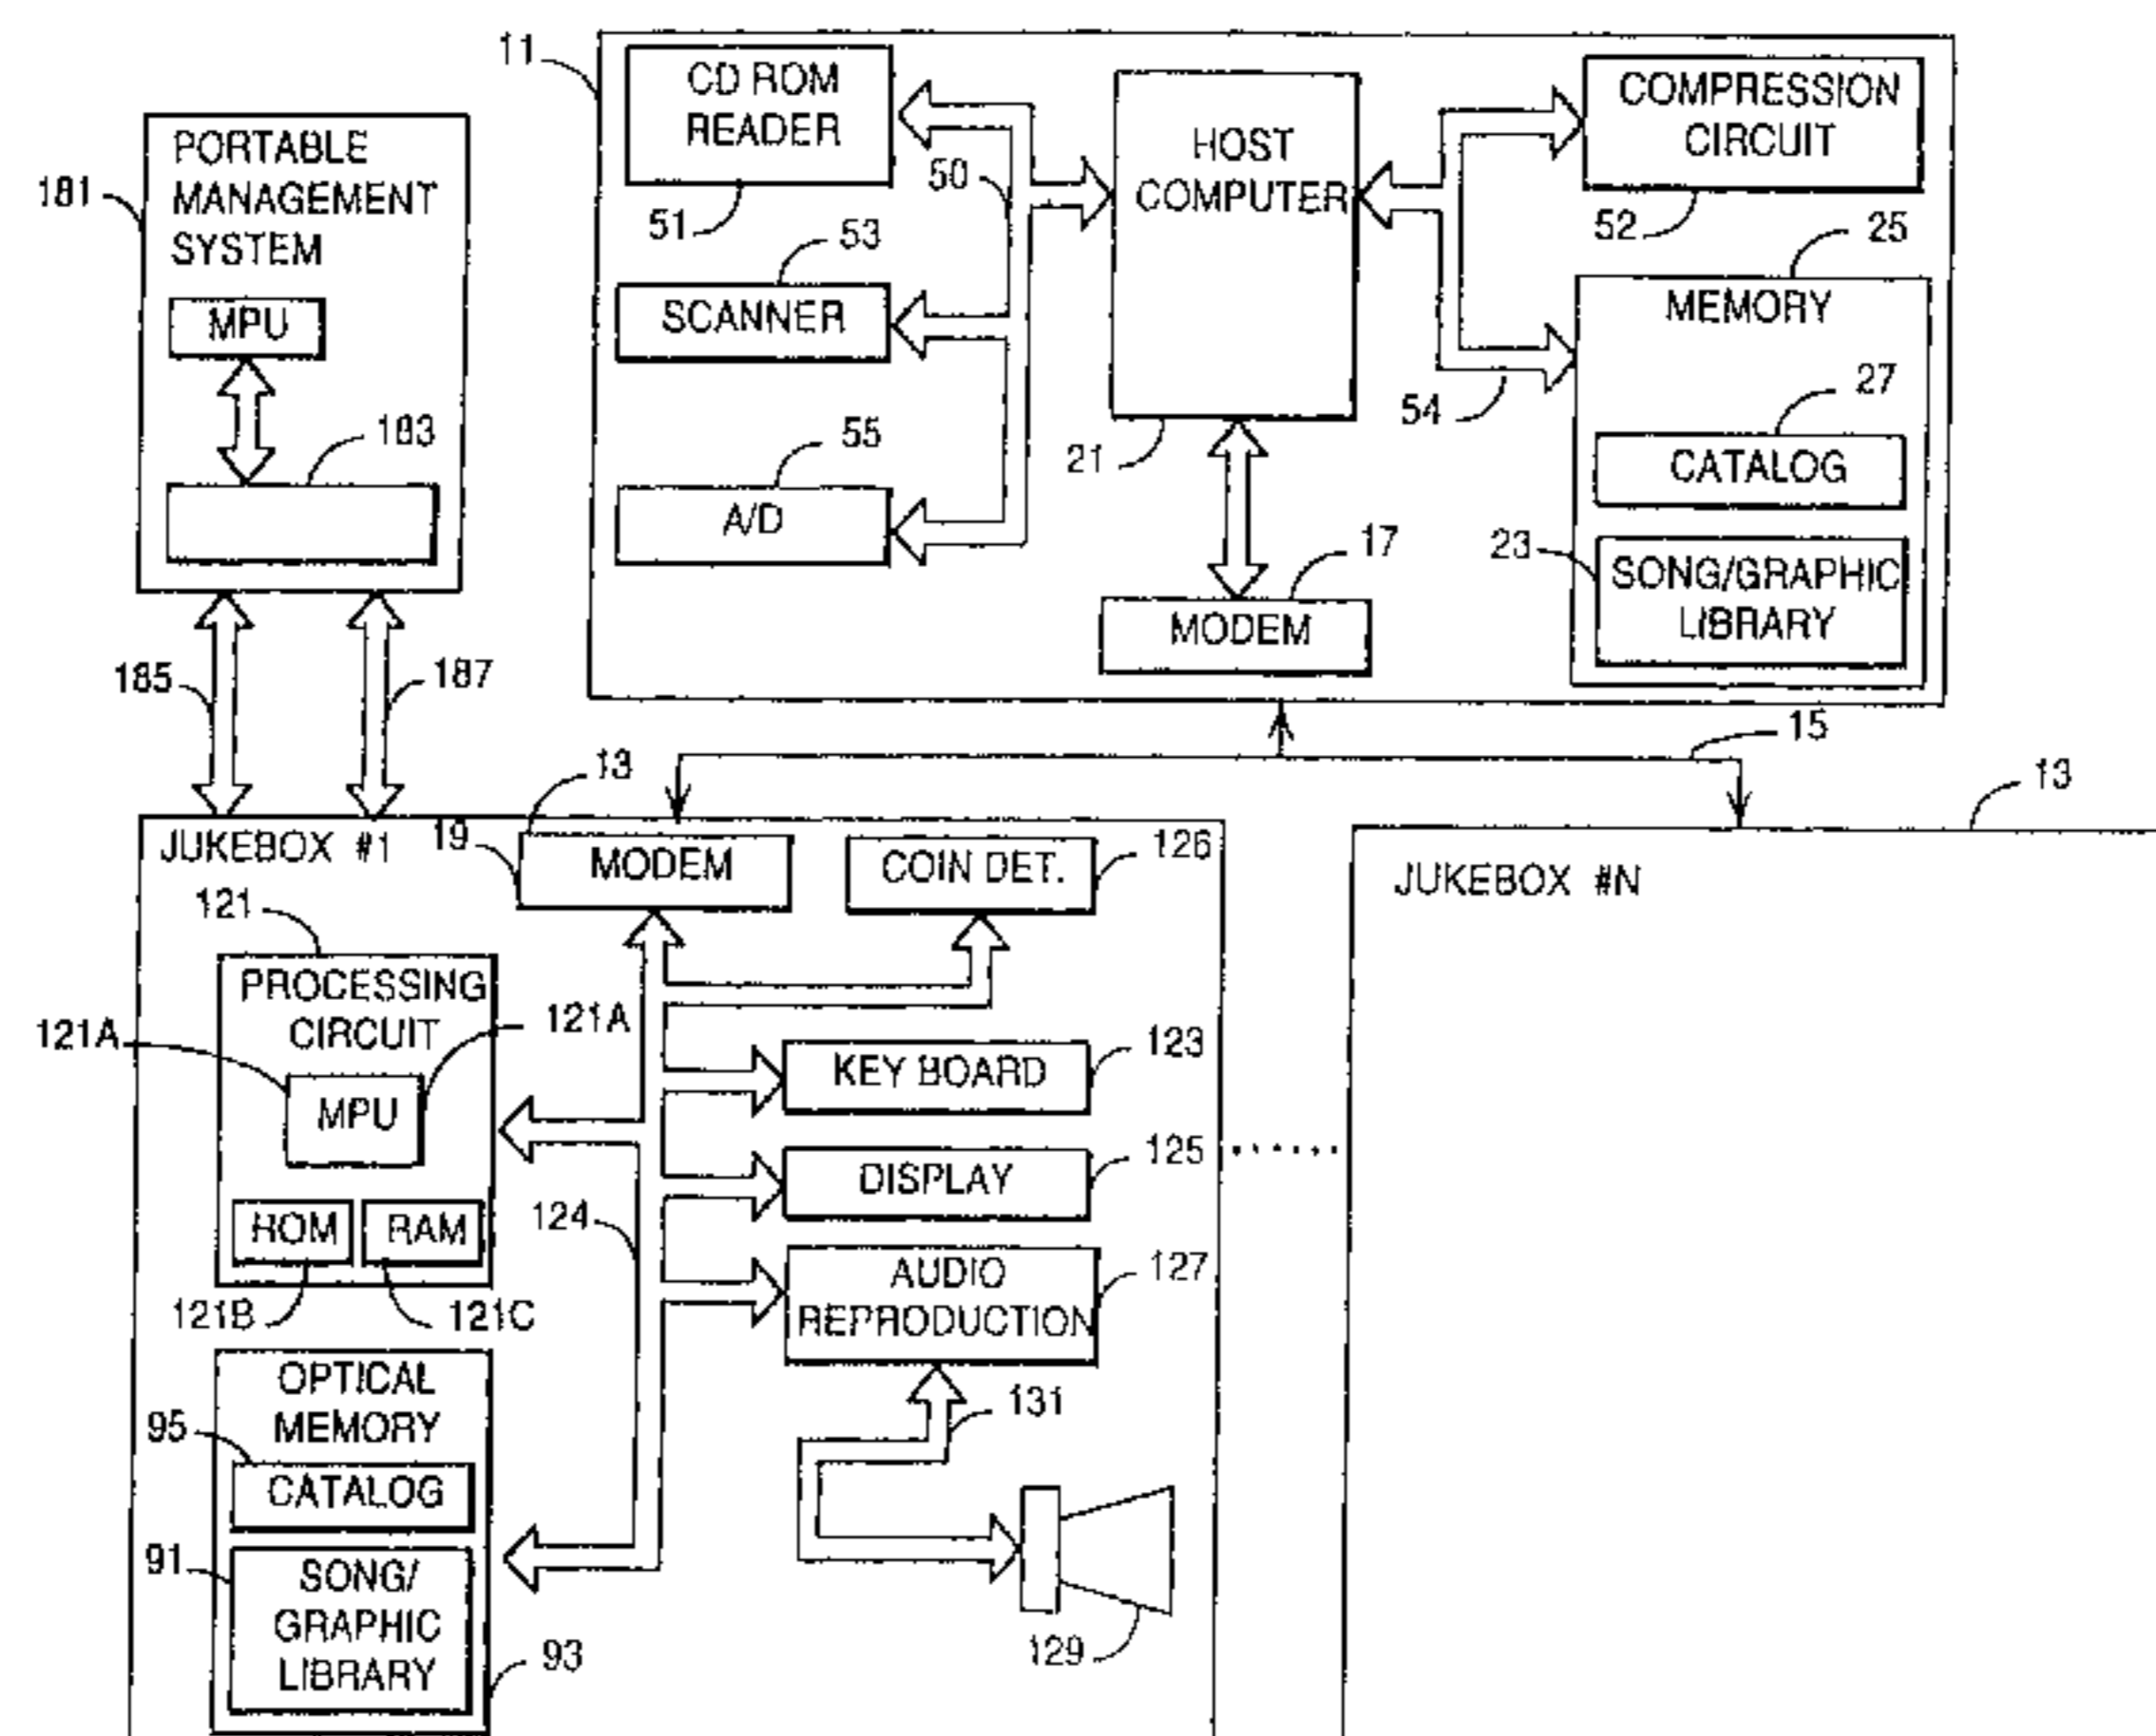 11
CD ROM
READER
51
50
HOST
COMPUTER
21
COMPRESSION
CIRCUIT
52
25
MEMORY
54
27
CATALOG
23
SONG/GRAPHIC
LIBRARY
53
SCANNER
55
A/D
17
MODEM
PORTABLE
MANAGEMENT
SYSTEM
181
MPU
183
185
187
15
13
13
JUKEBOX #1
19
MODEM
COIN DET.
126
JUKEBOX #N
121
PROCESSING
CIRCUIT
121A
121A
MPU
ROM
RAM
121B
121C
124
KEY BOARD
123
DISPLAY
125
AUDIO
REPRODUCTION
127
131
129
OPTICAL
MEMORY
95
CATALOG
91
SONG/
GRAPHIC
LIBRARY
93